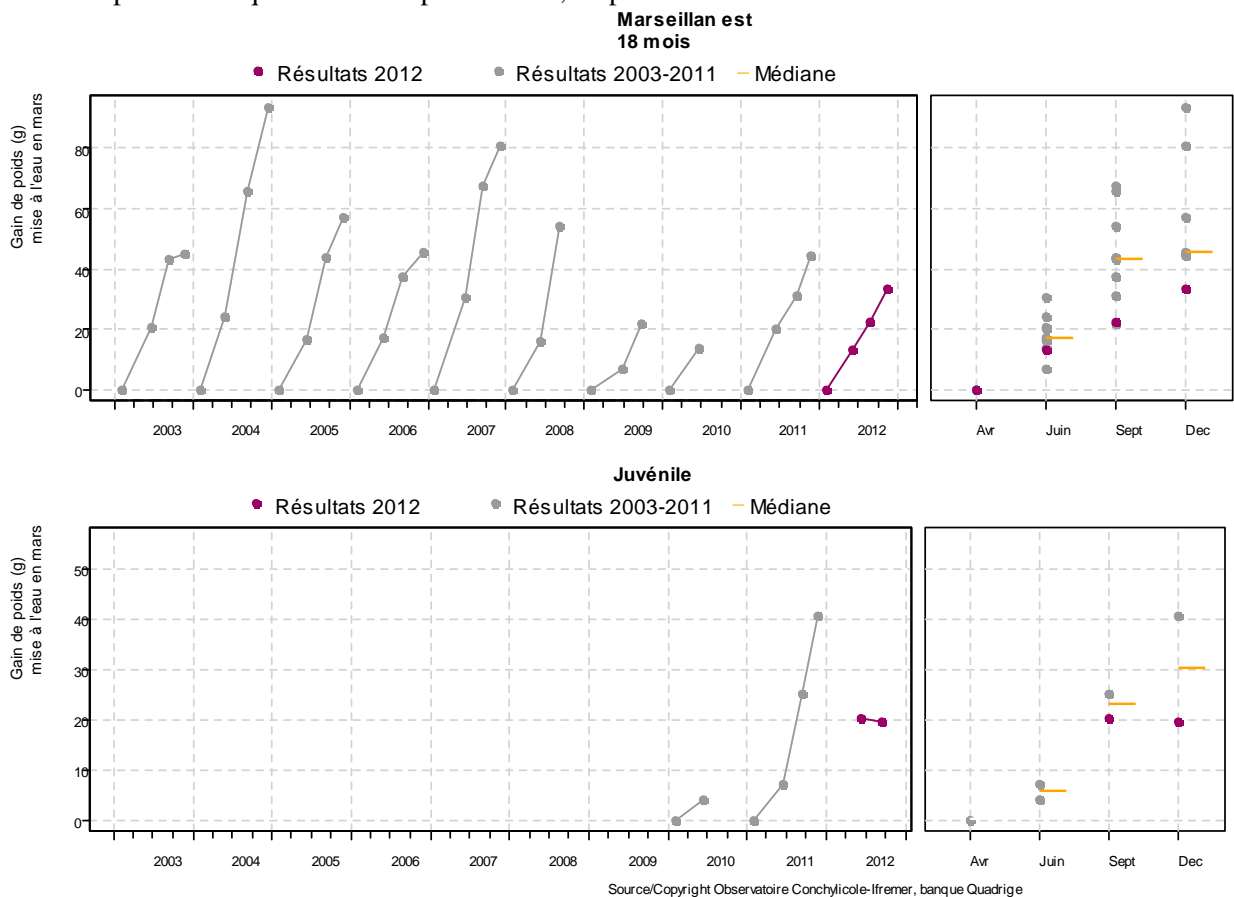 Marseillan est
18 mois
Résultats 2012 Résultats 2003-2011 Médiane
Gain de poids (g)
mise à l'eau en mars
80
60
40
20
0
2003 2004 2005 2006 2007 2008 2009 2010 2011 2012 Avr Juin Sept Dec
Juvénile
Résultats 2012 Résultats 2003-2011 Médiane
Gain de poids (g)
mise à l'eau en mars
50
40
30
20
10
0
2003 2004 2005 2006 2007 2008 2009 2010 2011 2012 Avr Juin Sept Dec
Source/Copyright Observatoire Conchylicole-Ifremer, banque Quadrige